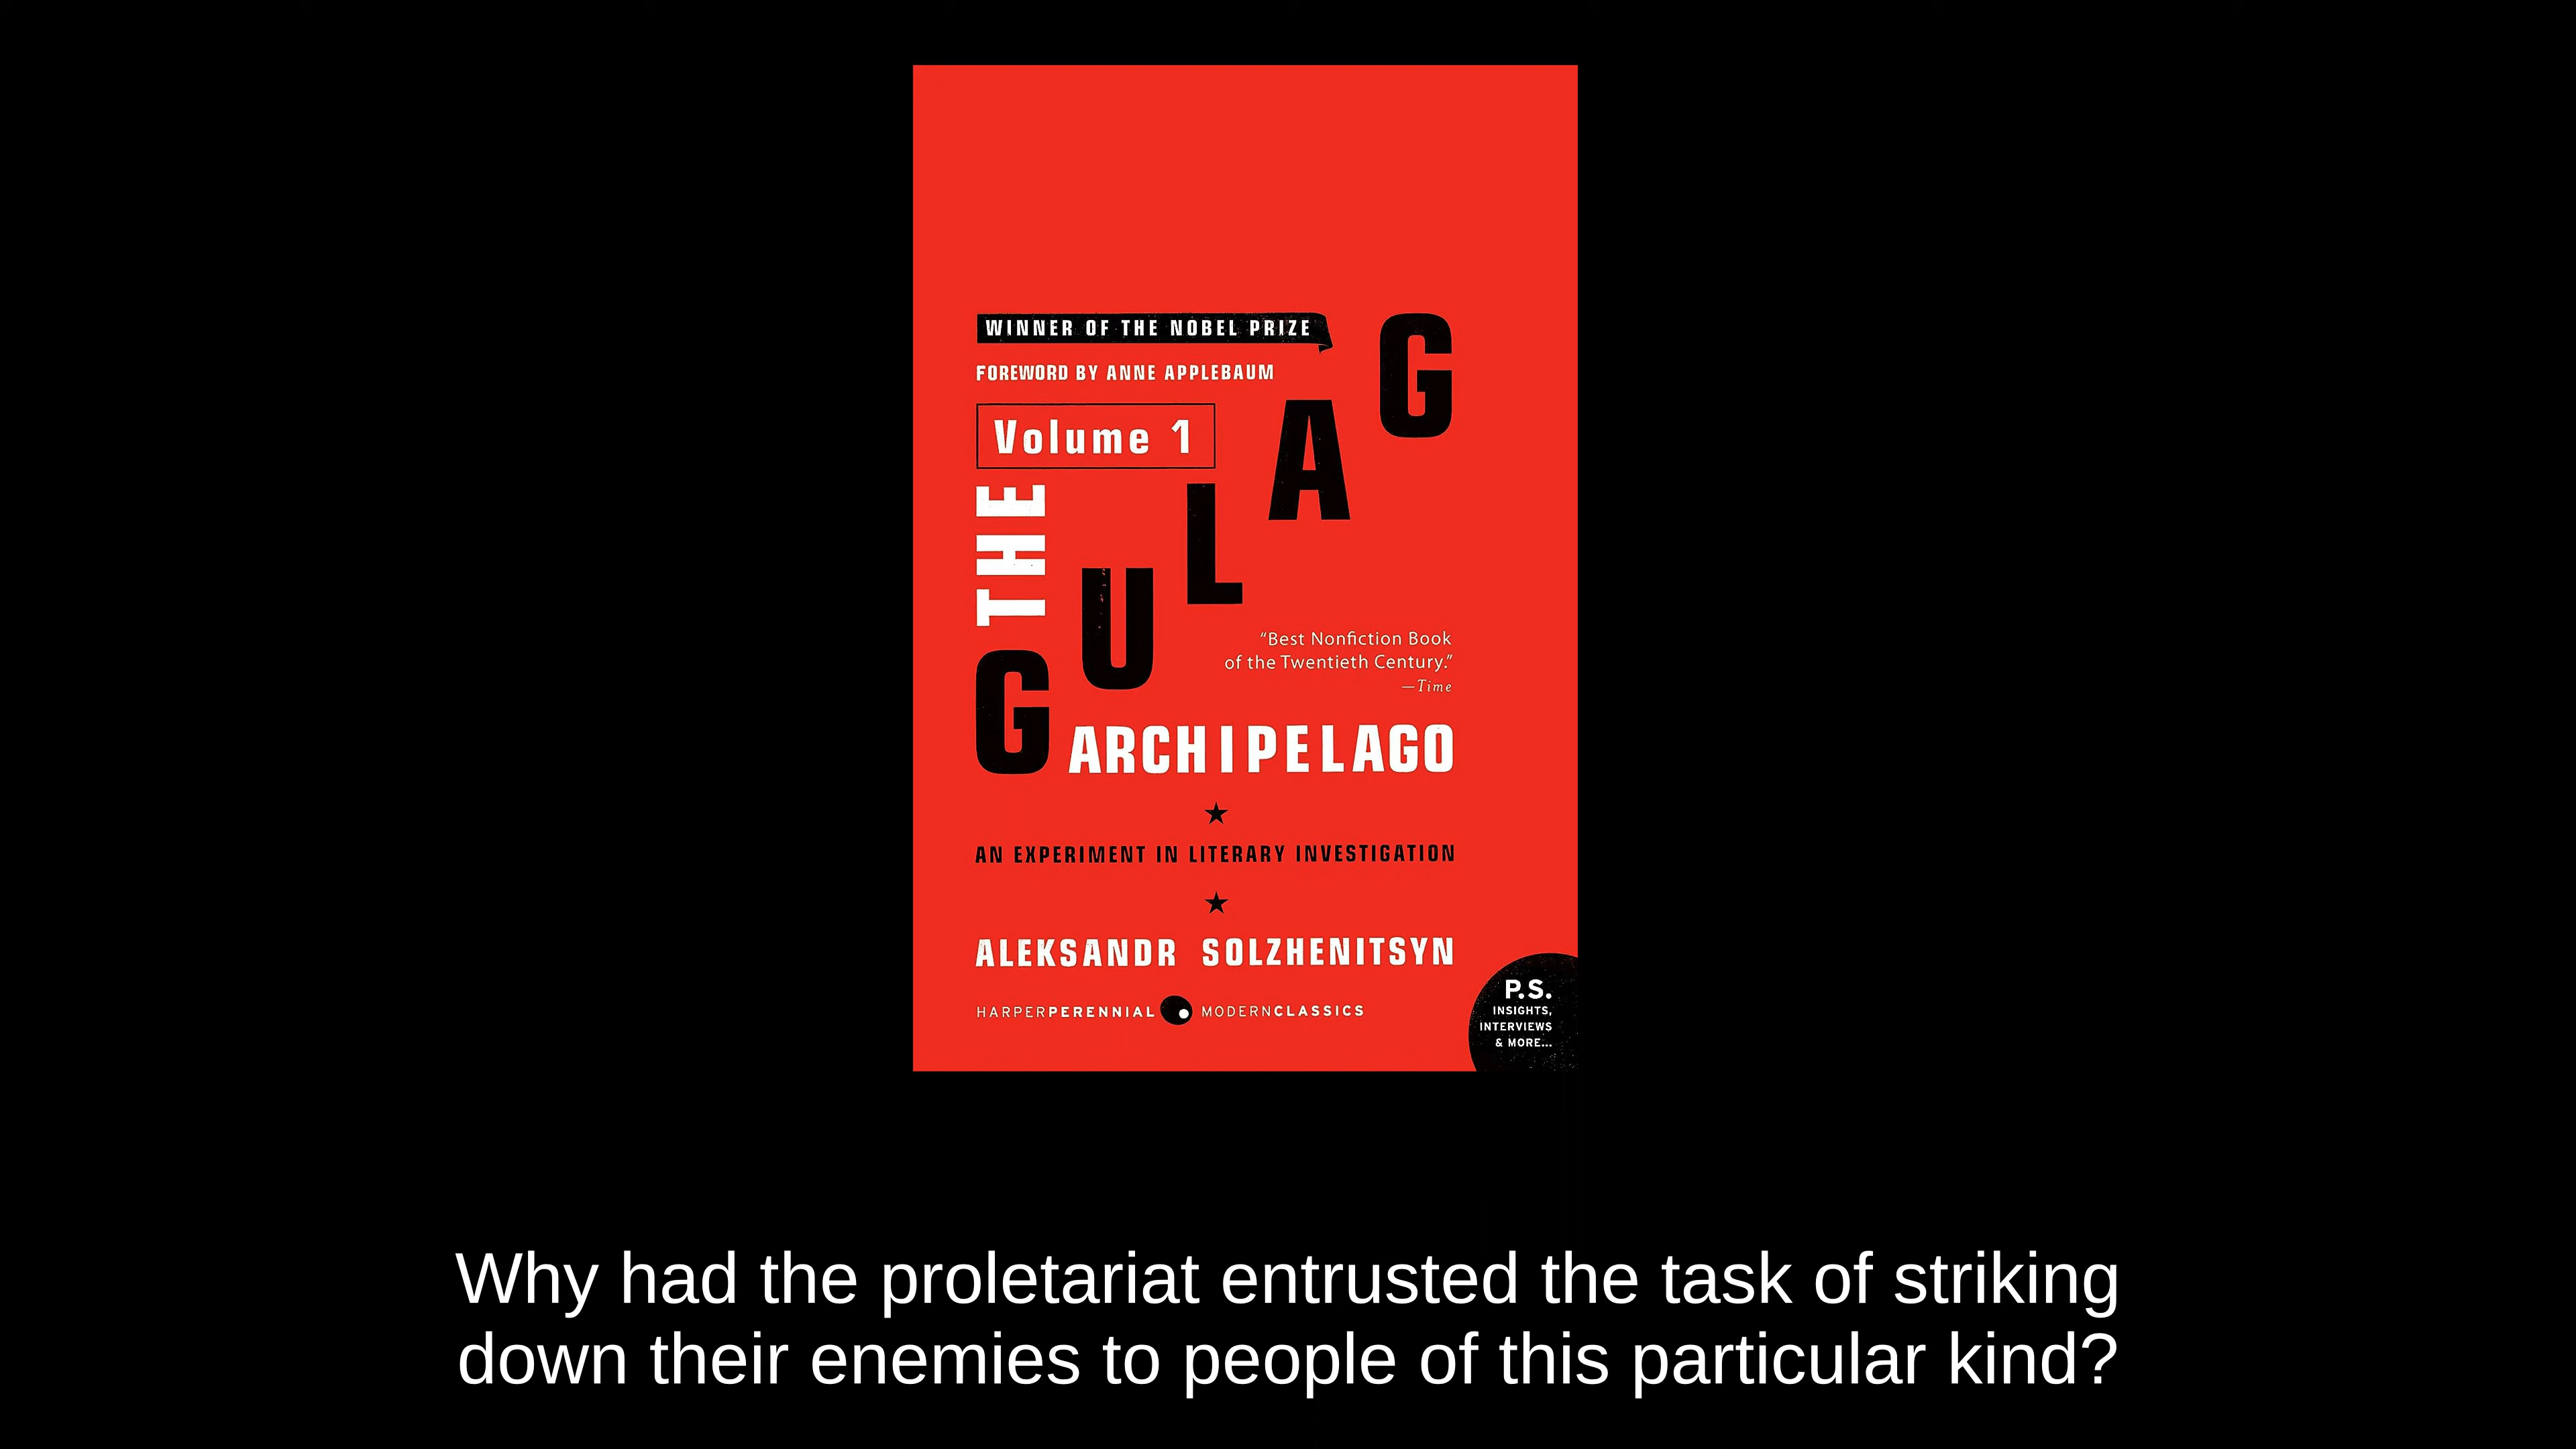 WINNER OF THE NOBEL PRIZE
FOREWORD BY ANNE APPLEBAUM
Volume 1
THE
GULAG
“Best Nonfiction Book
of the Twentieth Century.”
—Time
ARCHIPELAGO
AN EXPERIMENT IN LITERARY INVESTIGATION
ALEKSANDR SOLZHENITSYN
HARPERPERENNIAL MODERNCLASSICS
P.S.
INSIGHTS,
INTERVIEWS
& MORE...
Why had the proletariat entrusted the task of striking
down their enemies to people of this particular kind?